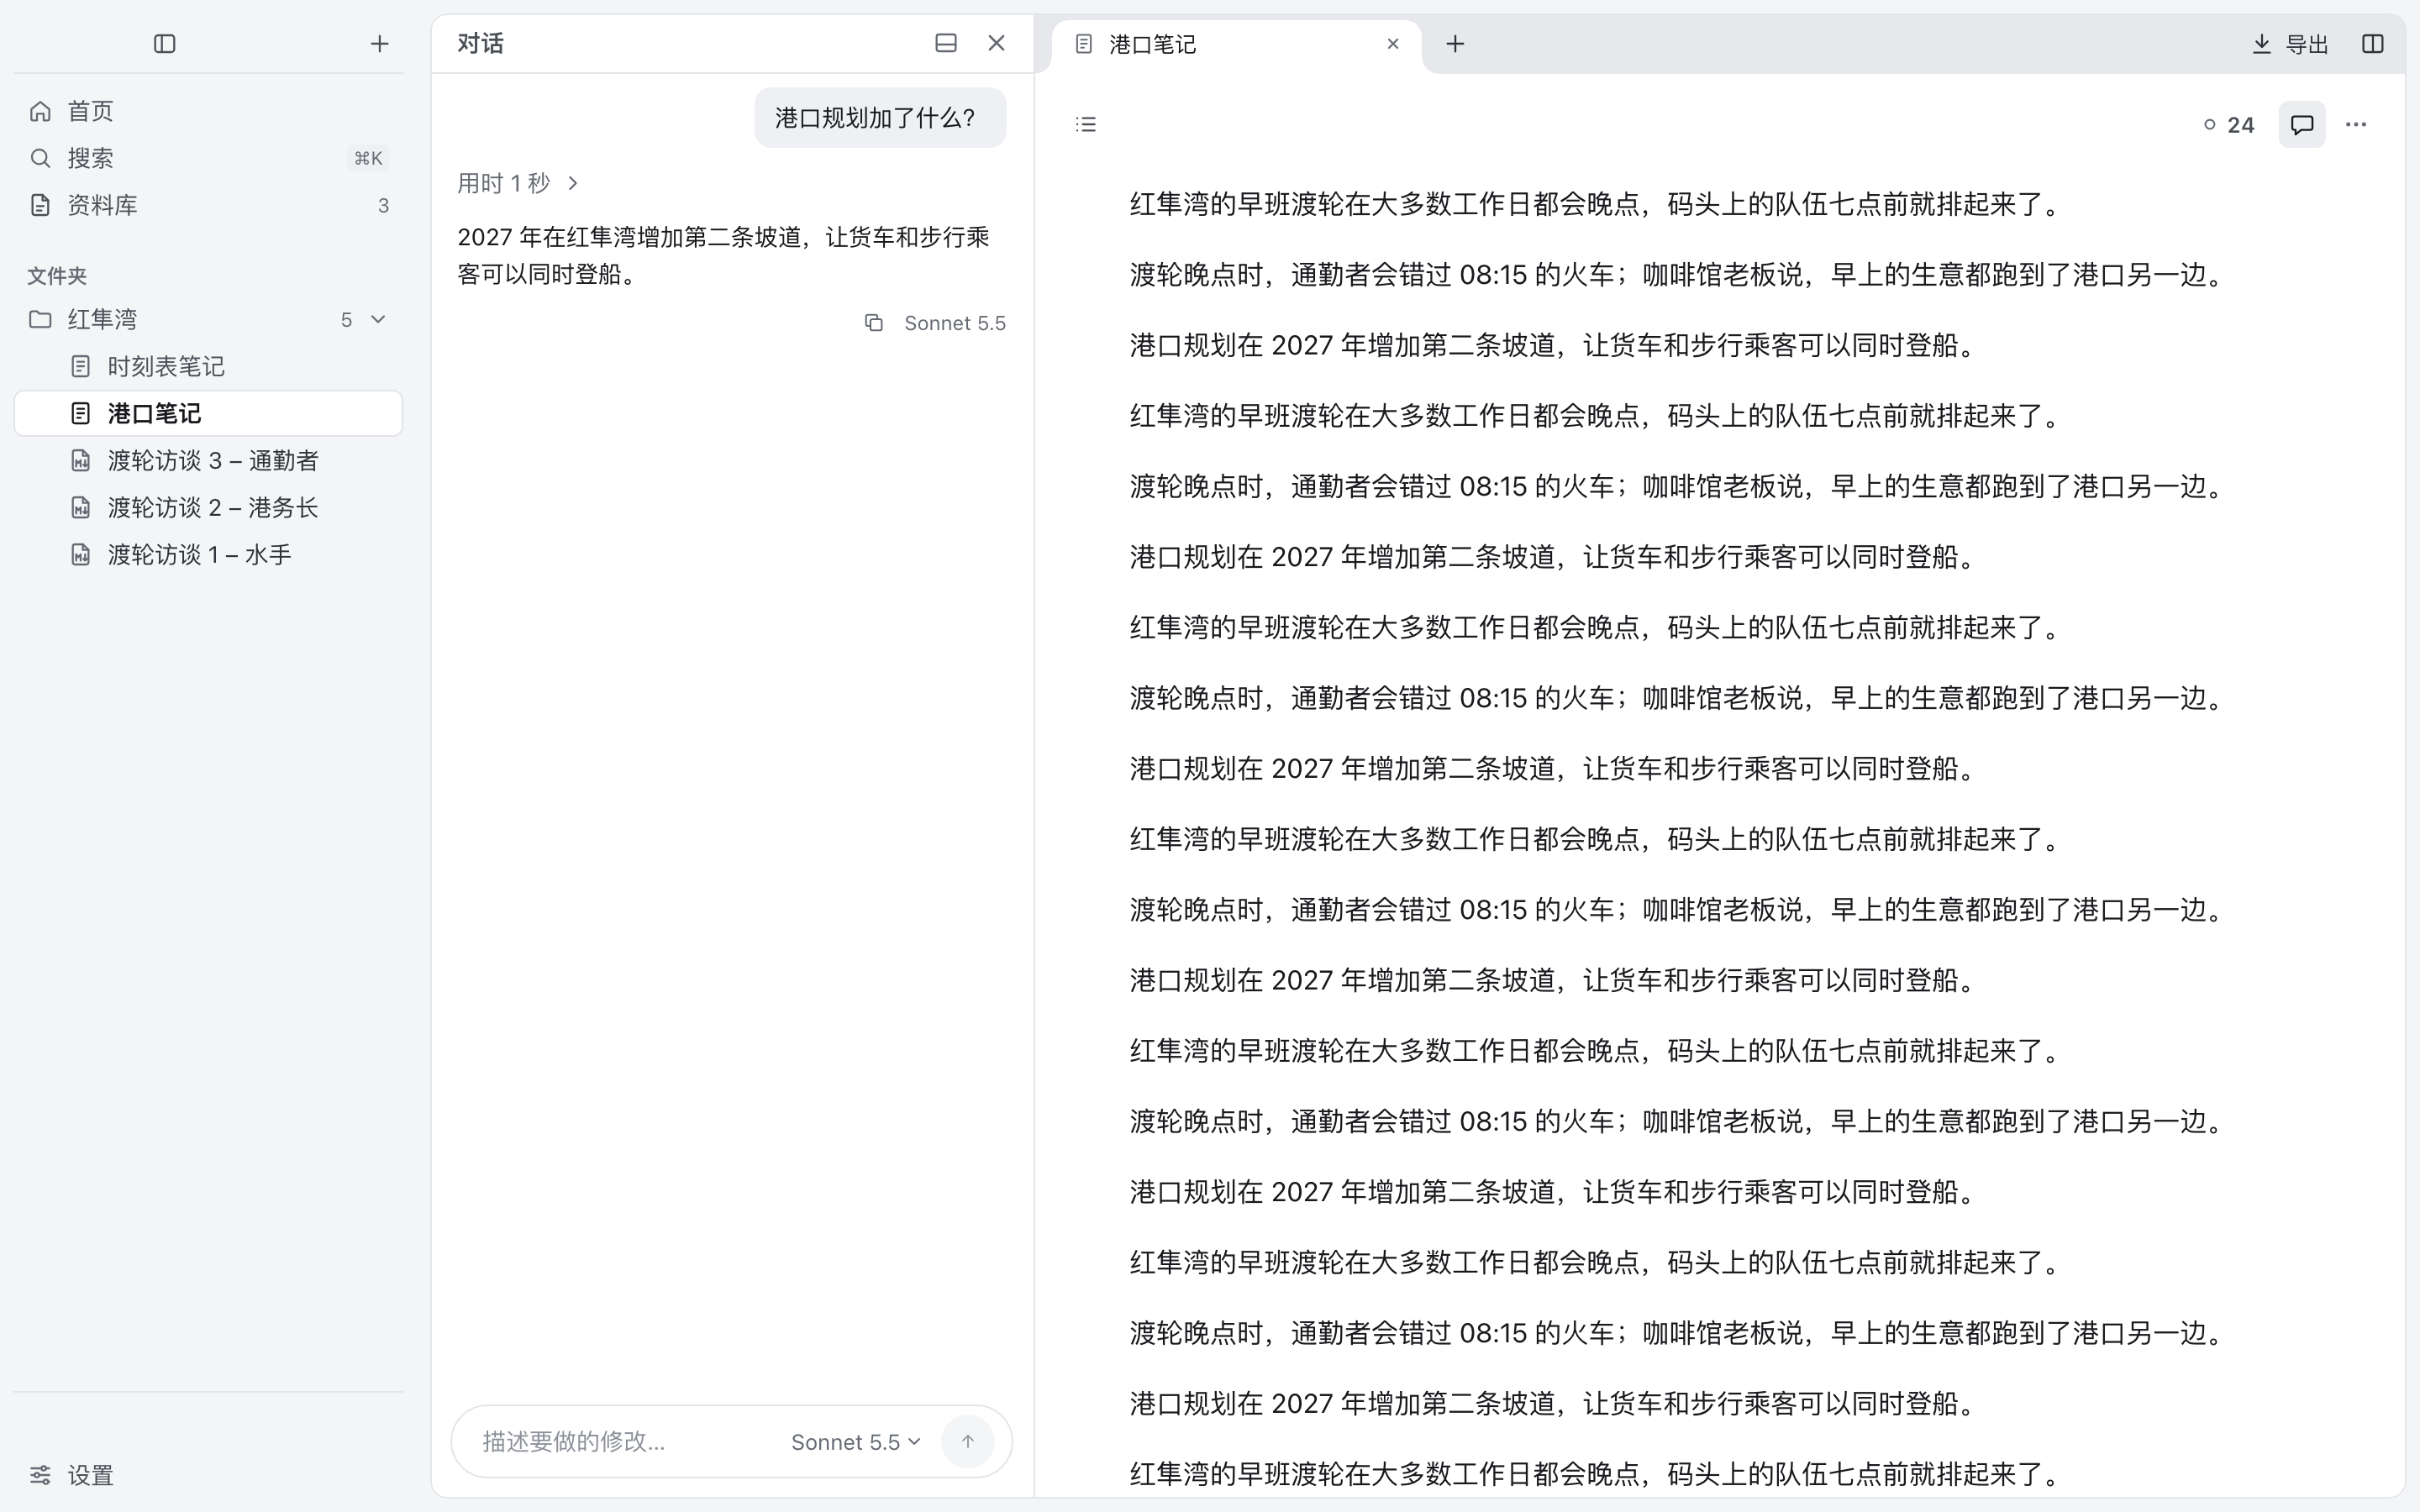 首页
搜索 ⌘K
资料库 3
文件夹
红隼湾 5
时刻表笔记
港口笔记
渡轮访谈 3 – 通勤者
渡轮访谈 2 – 港务长
渡轮访谈 1 – 水手
设置
对话
港口规划加了什么?
用时 1 秒
2027 年在红隼湾增加第二条坡道，让货车和步行乘
客可以同时登船。
Sonnet 5.5
描述要做的修改...
Sonnet 5.5
港口笔记
导出
24
红隼湾的早班渡轮在大多数工作日都会晚点，码头上的队伍七点前就排起来了。
渡轮晚点时，通勤者会错过 08:15 的火车；咖啡馆老板说，早上的生意都跑到了港口另一边。
港口规划在 2027 年增加第二条坡道，让货车和步行乘客可以同时登船。
红隼湾的早班渡轮在大多数工作日都会晚点，码头上的队伍七点前就排起来了。
渡轮晚点时，通勤者会错过 08:15 的火车；咖啡馆老板说，早上的生意都跑到了港口另一边。
港口规划在 2027 年增加第二条坡道，让货车和步行乘客可以同时登船。
红隼湾的早班渡轮在大多数工作日都会晚点，码头上的队伍七点前就排起来了。
渡轮晚点时，通勤者会错过 08:15 的火车；咖啡馆老板说，早上的生意都跑到了港口另一边。
港口规划在 2027 年增加第二条坡道，让货车和步行乘客可以同时登船。
红隼湾的早班渡轮在大多数工作日都会晚点，码头上的队伍七点前就排起来了。
渡轮晚点时，通勤者会错过 08:15 的火车；咖啡馆老板说，早上的生意都跑到了港口另一边。
港口规划在 2027 年增加第二条坡道，让货车和步行乘客可以同时登船。
红隼湾的早班渡轮在大多数工作日都会晚点，码头上的队伍七点前就排起来了。
渡轮晚点时，通勤者会错过 08:15 的火车；咖啡馆老板说，早上的生意都跑到了港口另一边。
港口规划在 2027 年增加第二条坡道，让货车和步行乘客可以同时登船。
红隼湾的早班渡轮在大多数工作日都会晚点，码头上的队伍七点前就排起来了。
渡轮晚点时，通勤者会错过 08:15 的火车；咖啡馆老板说，早上的生意都跑到了港口另一边。
港口规划在 2027 年增加第二条坡道，让货车和步行乘客可以同时登船。
红隼湾的早班渡轮在大多数工作日都会晚点，码头上的队伍七点前就排起来了。